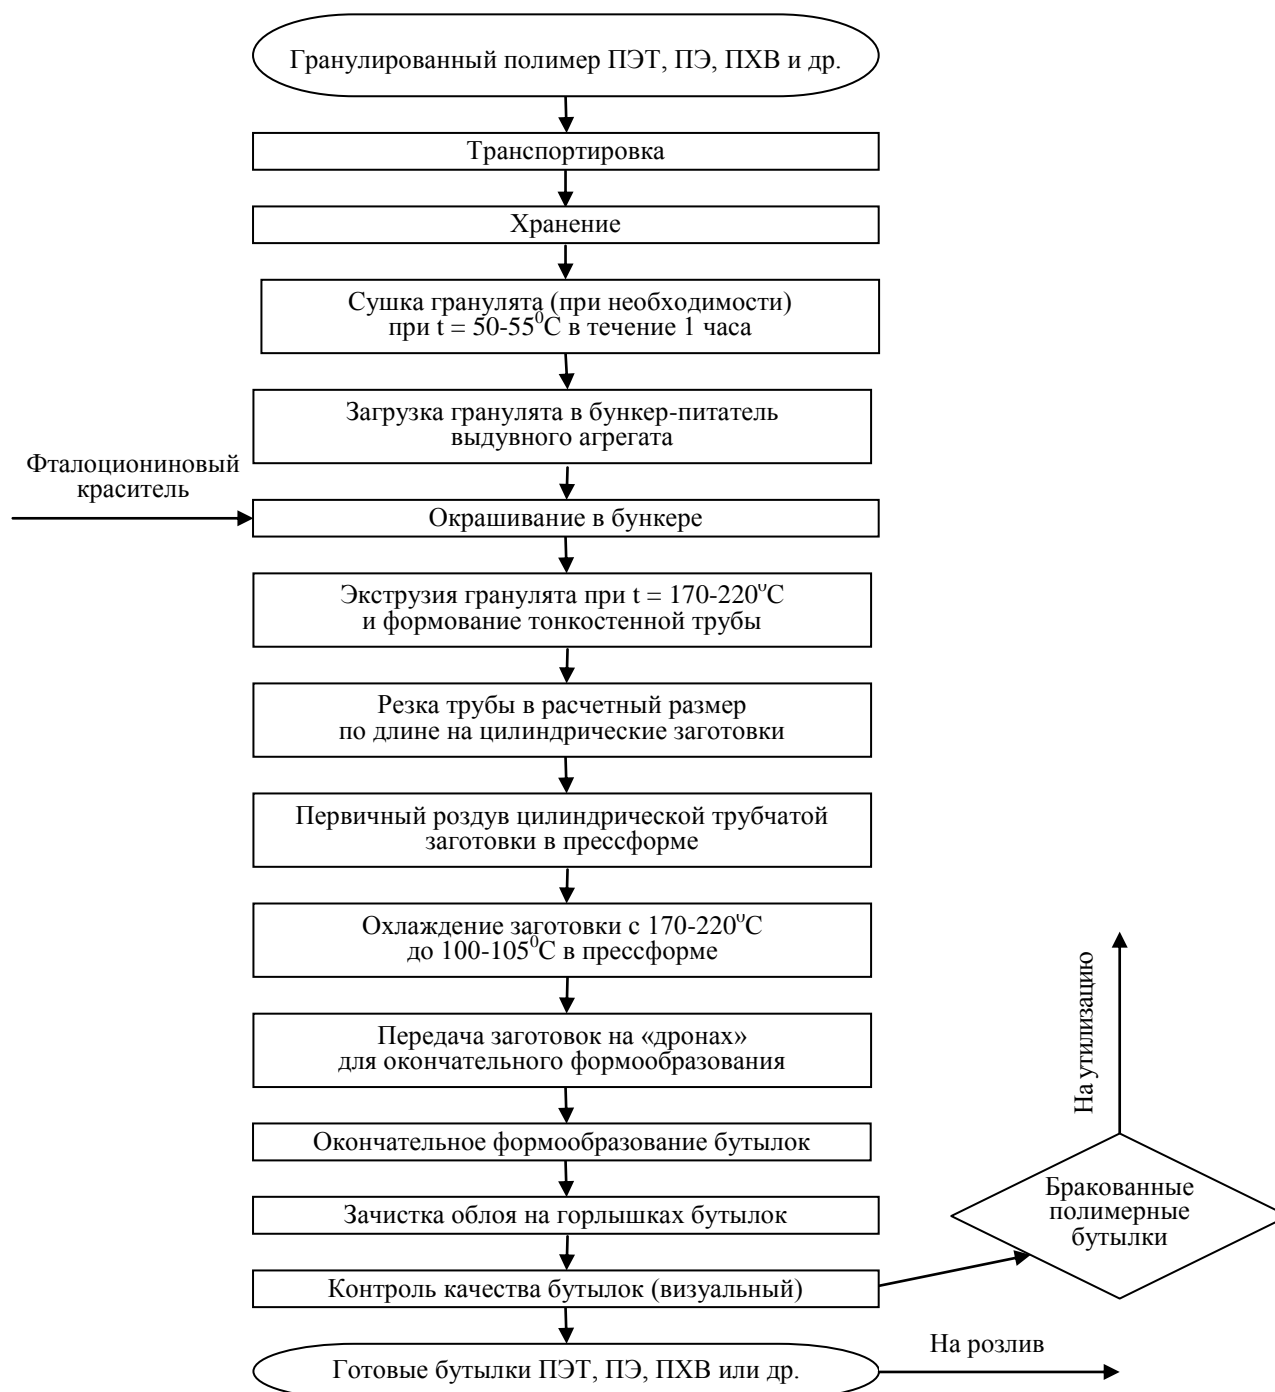 Гранулированный полимер ПЭТ, ПЭ, ПХВ и др.
Транспортировка
Хранение
Сушка гранулята (при необходимости)
при t = 50-55⁰С в течение 1 часа
Загрузка гранулята в бункер-питатель
выдувного агрегата
Фталоциониновый
краситель
Окрашивание в бункере
Экструзия гранулята при t = 170-220⁰С
и формование тонкостенной трубы
Резка трубы в расчетный размер
по длине на цилиндрические заготовки
Первичный роздув цилиндрической трубчатой
заготовки в прессформе
Охлаждение заготовки с 170-220⁰С
до 100-105⁰С в прессформе
Передача заготовок на «дронах»
для окончательного формообразования
Окончательное формообразование бутылок
Зачистка облоя на горлышках бутылок
Контроль качества бутылок (визуальный)
На утилизацию
Бракованные
полимерные
бутылки
Готовые бутылки ПЭТ, ПЭ, ПХВ или др.
На розлив